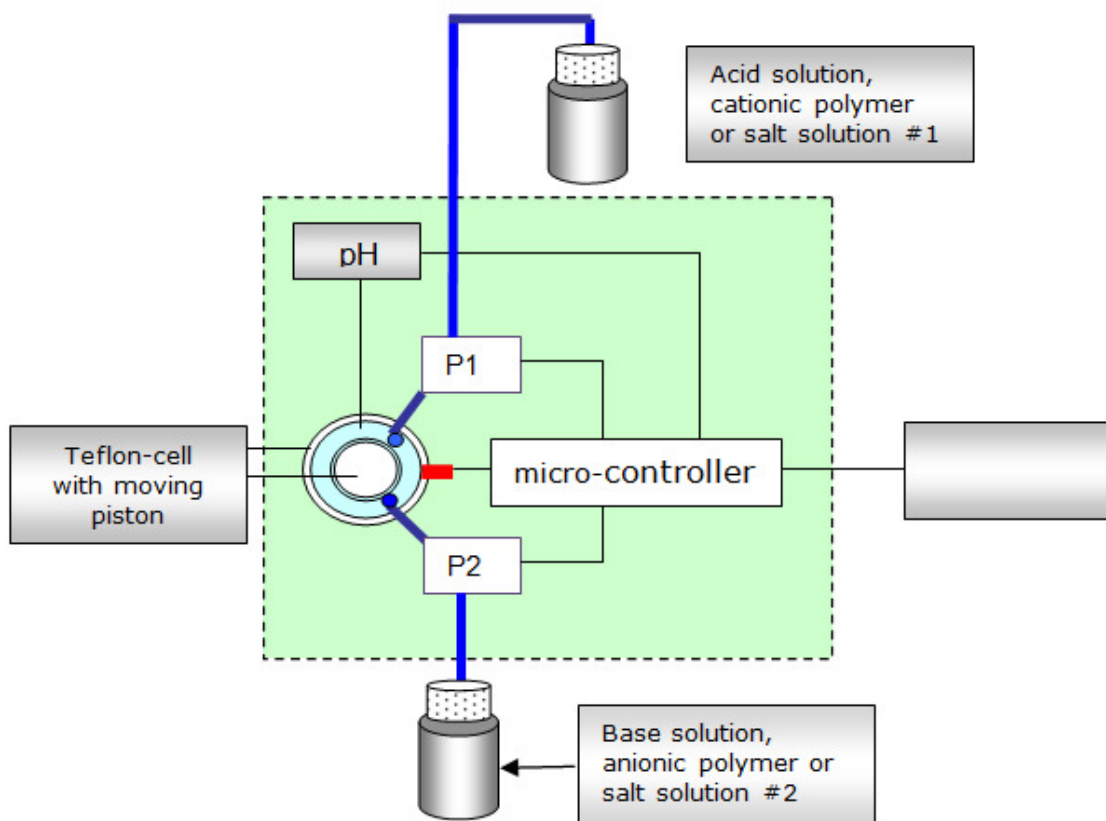 Acid solution,
cationic polymer
or salt solution #1
pH
P1
Teflon-cell
with moving
piston
micro-controller
P2
Base solution,
anionic polymer or
salt solution #2